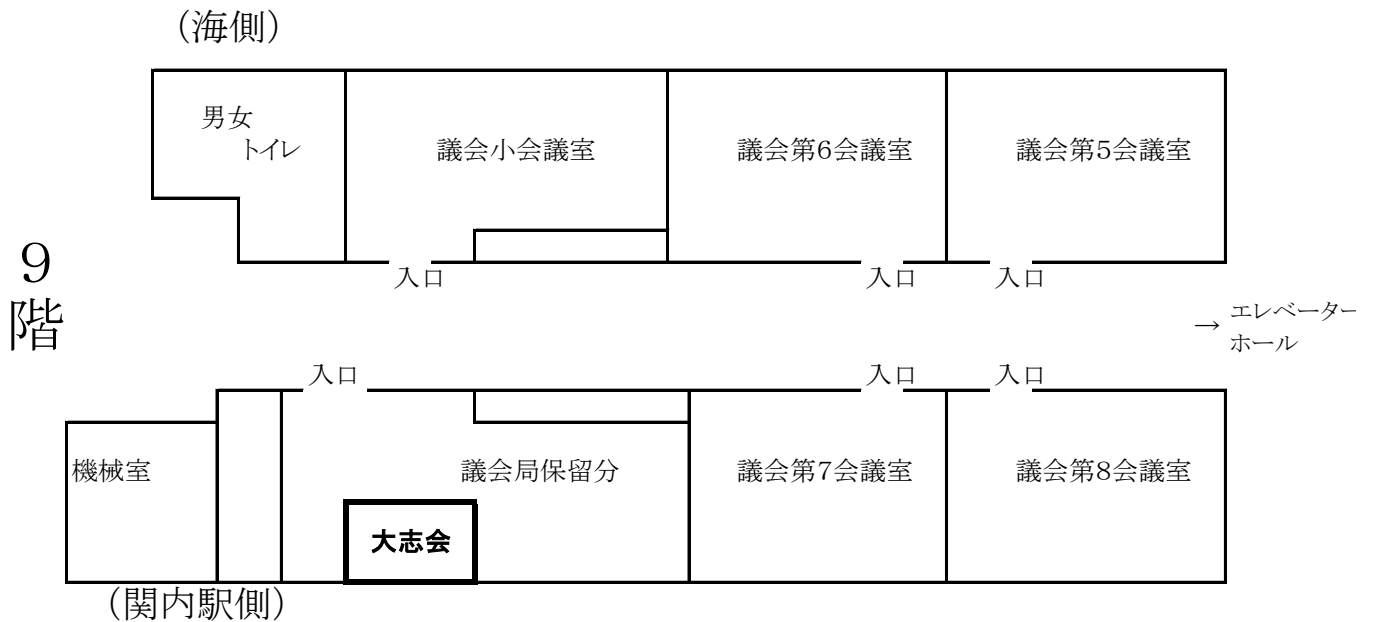 （海側）
男女
トイレ
議会小会議室
議会第6会議室
議会第5会議室
入口
入口
入口
9
階
→ エレベーター
ホール
入口
入口
入口
機械室
議会局保留分
議会第7会議室
議会第8会議室
大志会
（関内駅側）